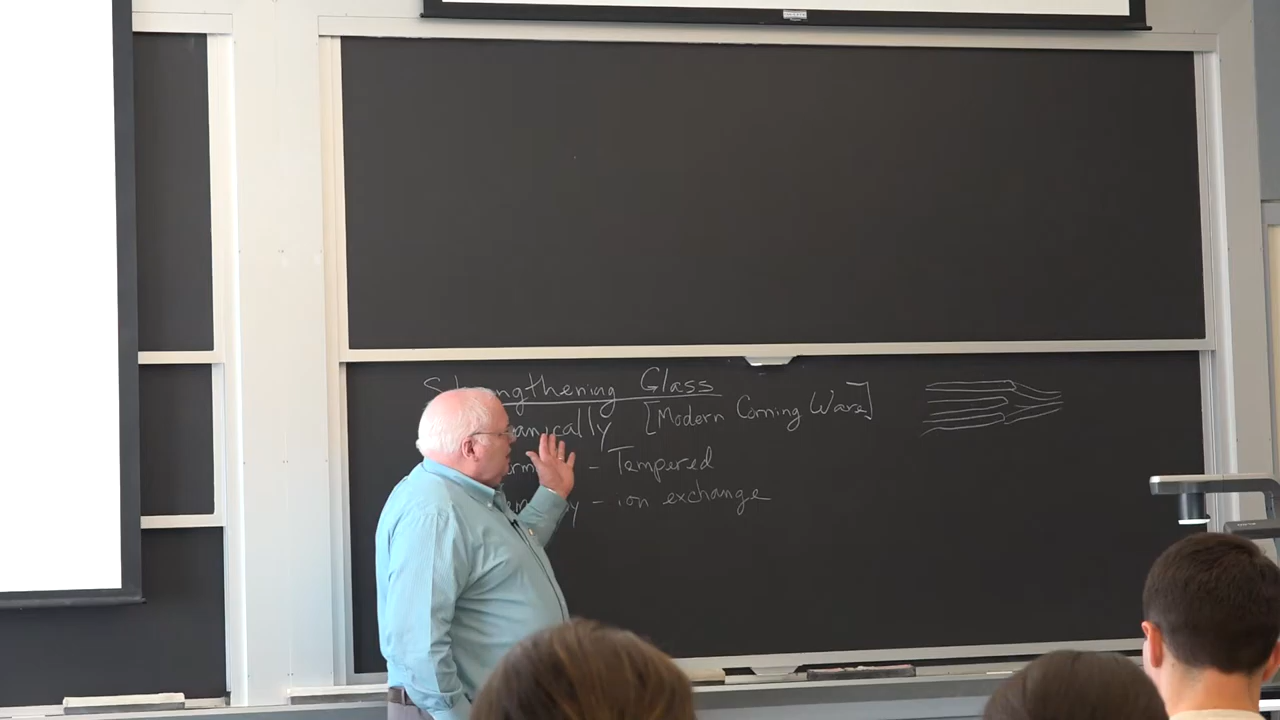 Strengthening Glass
[Modern Corning Ware]
- Tempered
- ion exchange